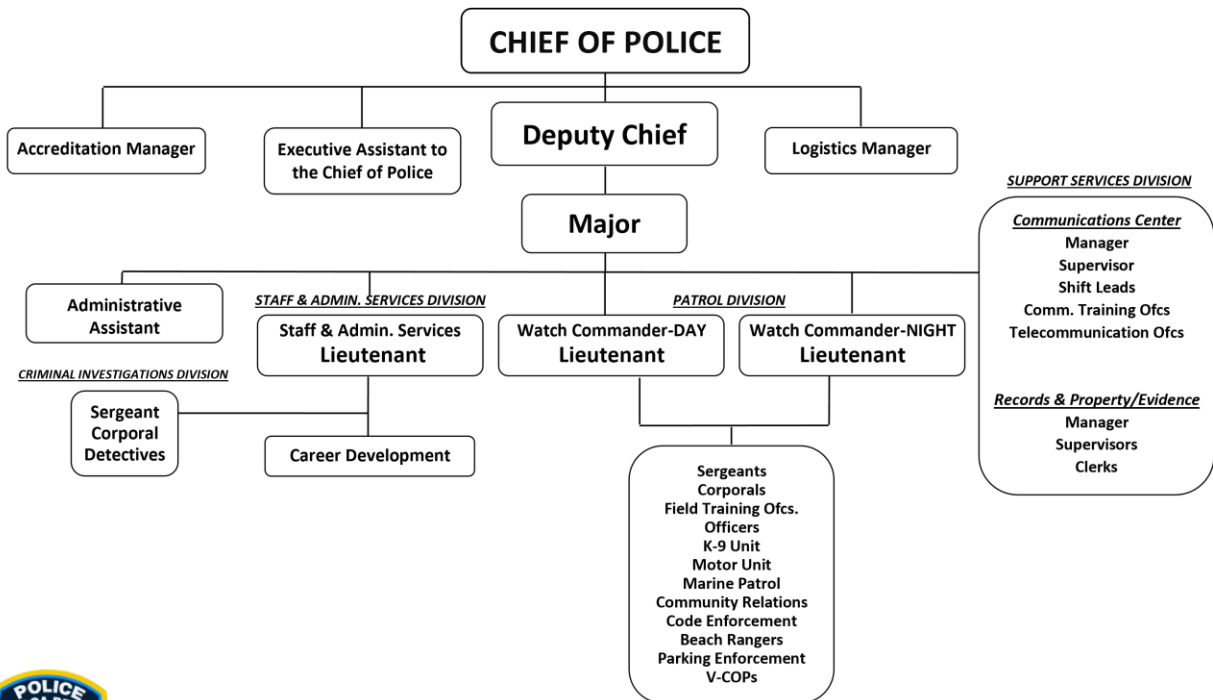 CHIEF OF POLICE
Accreditation Manager
Executive Assistant to
the Chief of Police
Deputy Chief
Logistics Manager
Major
SUPPORT SERVICES DIVISION
Communications Center
Manager
Supervisor
Shift Leads
Comm. Training Ofcs
Telecommunication Ofcs
Records & Property/Evidence
Manager
Supervisors
Clerks
Administrative
Assistant
STAFF & ADMIN. SERVICES DIVISION
Staff & Admin. Services
Lieutenant
PATROL DIVISION
Watch Commander-DAY
Lieutenant
Watch Commander-NIGHT
Lieutenant
CRIMINAL INVESTIGATIONS DIVISION
Sergeant
Corporal
Detectives
Career Development
Sergeants
Corporals
Field Training Ofcs.
Officers
K-9 Unit
Motor Unit
Marine Patrol
Community Relations
Code Enforcement
Beach Rangers
Parking Enforcement
V-COPs
POLICE